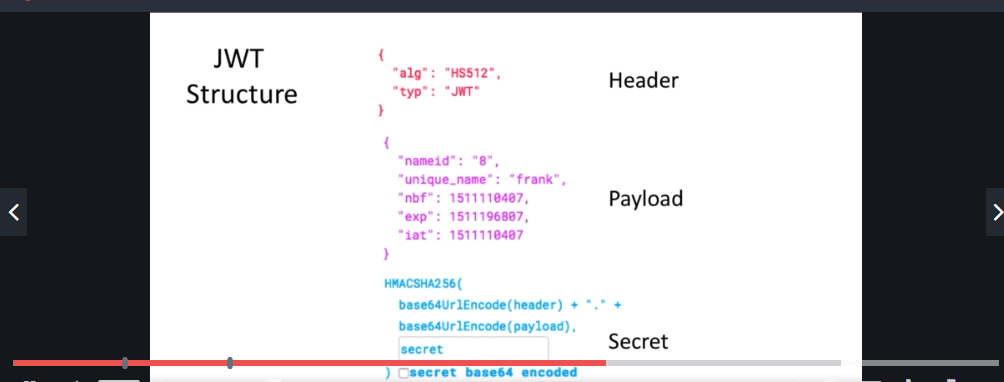 JWT
Structure
{
"alg": "HS512",
"typ": "JWT"
}
Header
{
"nameid": "8",
"unique_name": "frank",
"nbf": 1511110407,
"exp": 1511196807,
"iat": 1511110407
}
Payload
HMACSHA256(
base64UrlEncode(header) + "." +
base64UrlEncode(payload),
secret
) secret base64 encoded
Secret